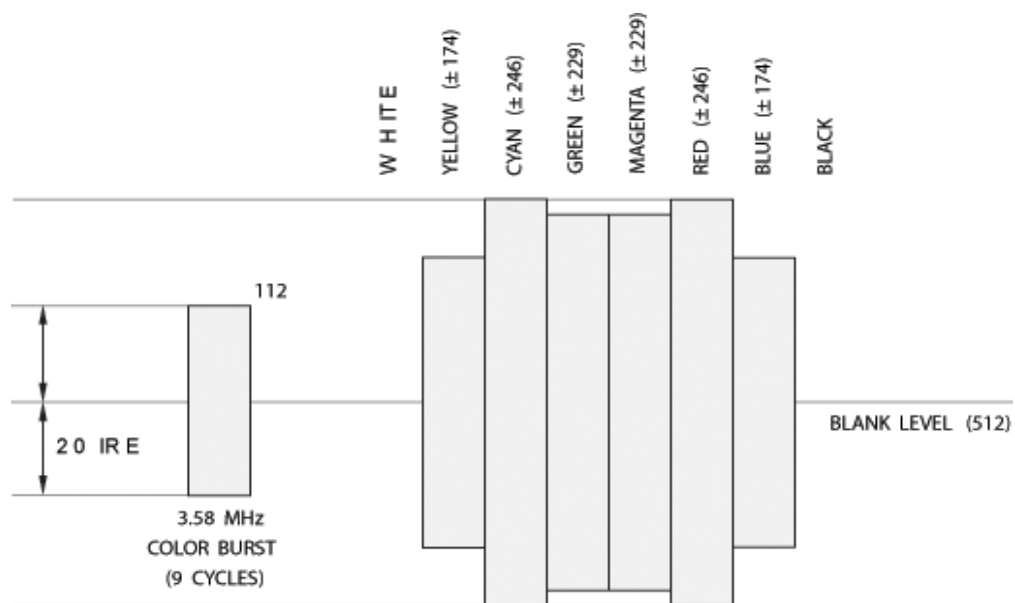 WHITE
YELLOW (± 174)
CYAN (± 246)
GREEN (± 229)
MAGENTA (± 229)
RED (± 246)
BLUE (± 174)
BLACK
112
20 IRE
BLANK LEVEL (512)
3.58 MHz
COLOR BURST
(9 CYCLES)